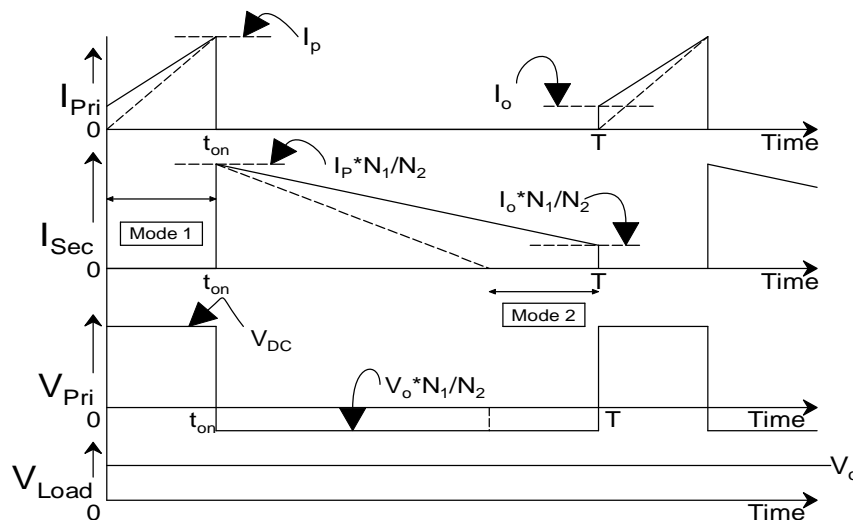 I_p
I_Pri
I_o
0
t_on
T
Time
I_P*N_1/N_2
I_o*N_1/N_2
Mode 1
I_Sec
0
t_on
T
Time
Mode 2
V_DC
V_Pri
V_o*N_1/N_2
0
t_on
T
Time
V_Load
V_o
0
Time